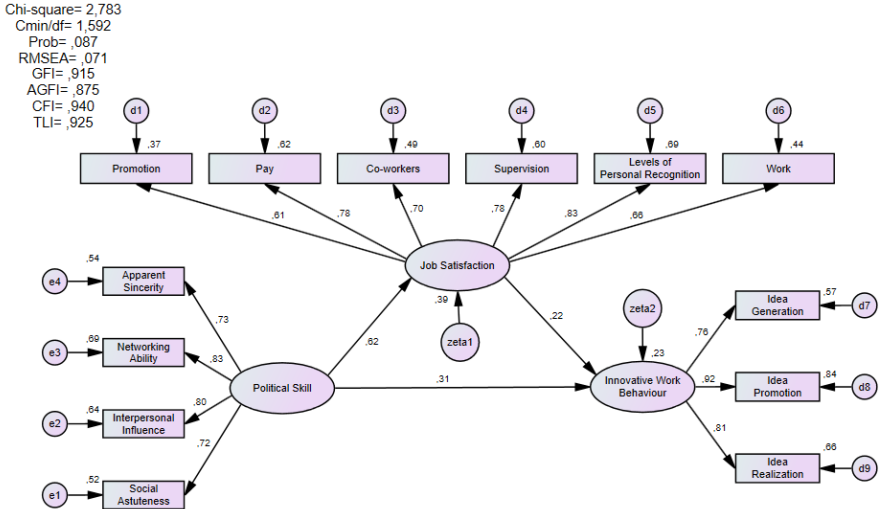 Chi-square= 2,783
Cmin/df= 1,592
Prob= ,087
RMSEA= ,071
GFI= ,915
AGFI= ,875
CFI= ,940
TLI= ,925
d1
d2
d3
d4
d5
d6
,37
,62
,49
,60
,69
,44
Promotion
Pay
Co-workers
Supervision
Levels of
Personal Recognition
Work
,61
,78
,70
,78
,83
,66
Job Satisfaction
,39
zeta1
e4
,54
Apparent
Sincerity
,73
e3
,69
Networking
Ability
,83
e2
,64
Interpersonal
Influence
,80
e1
,52
Social
Astuteness
,72
Political Skill
,62
,31
,22
zeta2
,23
Innovative Work
Behaviour
,76
Idea
Generation
,57
d7
,92
Idea
Promotion
,84
d8
,81
Idea
Realization
,66
d9